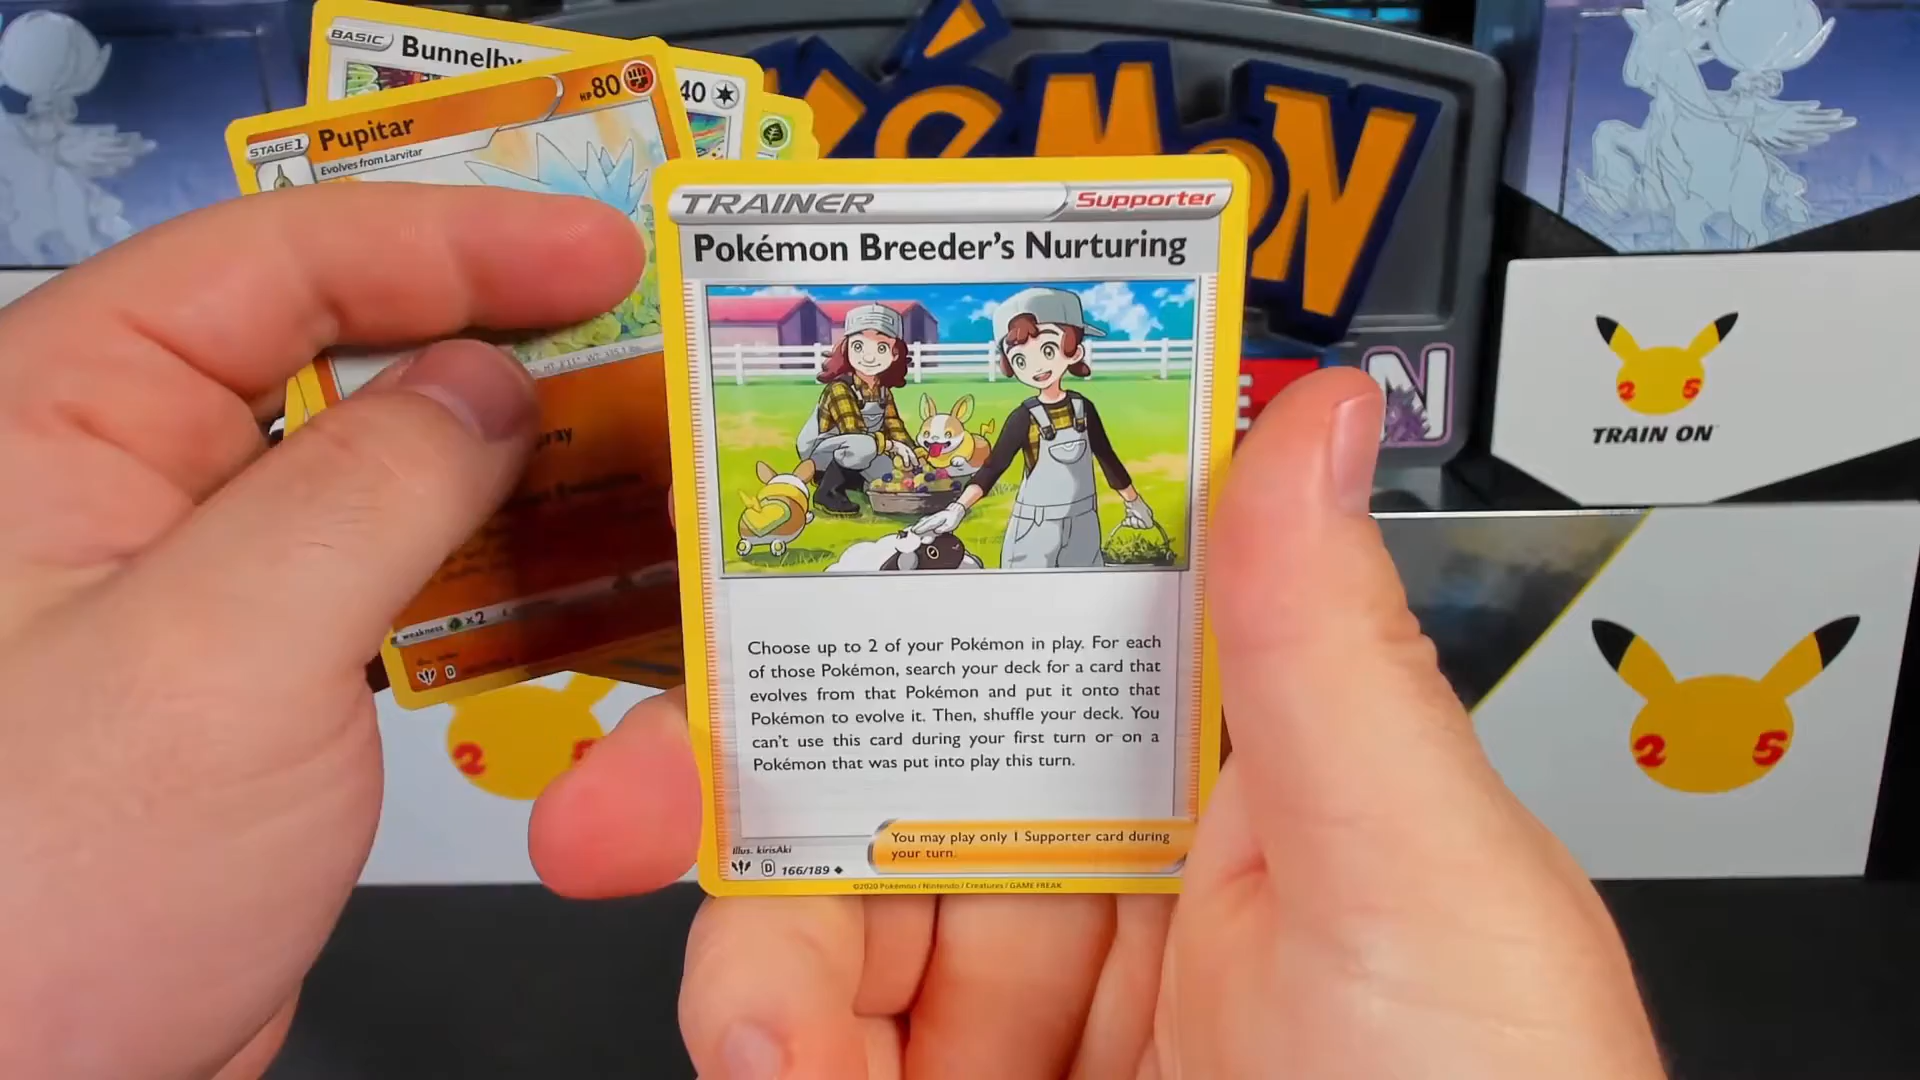 BASIC Bunnelby
40
STAGE1 Pupitar HP80
Evolves from Larvitar
weakness ×2
D
POKéMON
TRAINER Supporter
Pokémon Breeder's Nurturing
Choose up to 2 of your Pokémon in play. For each
of those Pokémon, search your deck for a card that
evolves from that Pokémon and put it onto that
Pokémon to evolve it. Then, shuffle your deck. You
can't use this card during your first turn or on a
Pokémon that was put into play this turn.
You may play only 1 Supporter card during
your turn.
Illus. kirisAki
D 166/189
©2020 Pokémon / Nintendo / Creatures / GAME FREAK
25
TRAIN ON
25
2 5